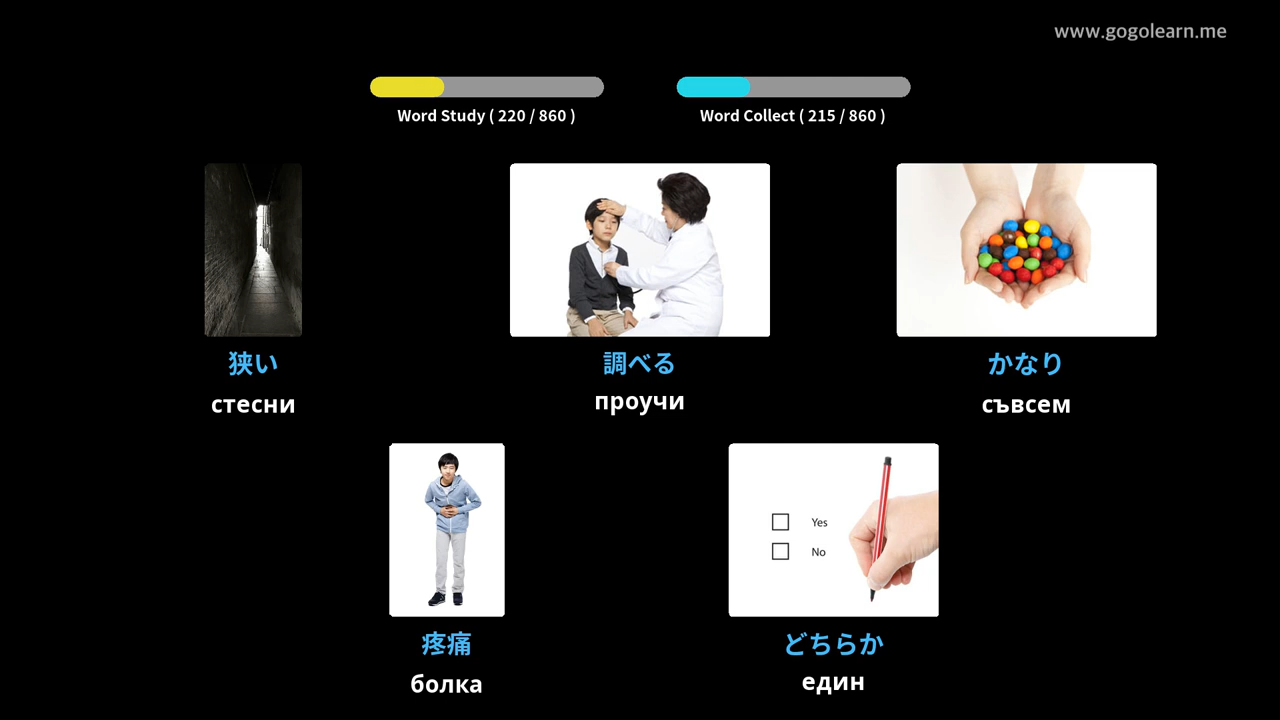 www.gogolearn.me
Word Study ( 220 / 860 )
Word Collect ( 215 / 860 )
狭い
стесни
調べる
проучи
かなり
съвсем
Yes
No
疼痛
болка
どちらか
един